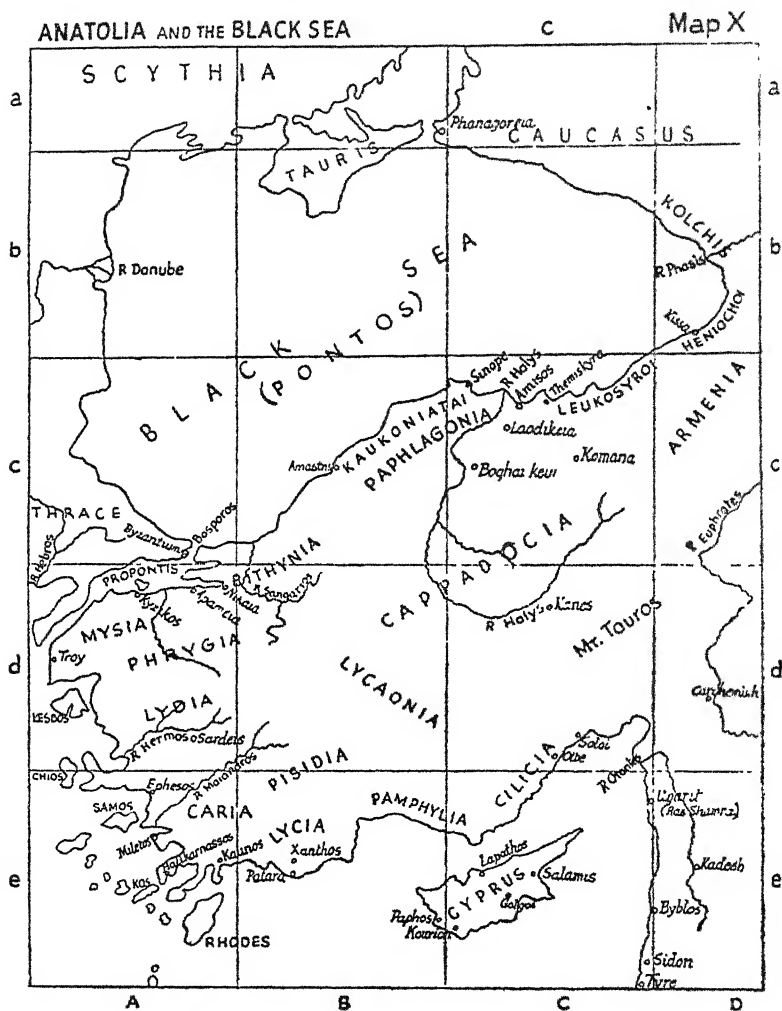 ANATOLIA AND THE BLACK SEA
C
Map X
a
SCYTHIA
a
Phanagoreia
CAUCASUS
TAURIS
KOLCHIS
b
b
R Danube
SEA
R Phasis
BLACK
(PONTOS)
Kissa
HENIOCHOI
Sinope
R Halys
Amisos
Themiskyra
LEUKOSYROI
ARMENIA
KAUKONIATAI
PAPHLAGONIA
Laodikeia
Amastris
Boghaz keui
Komana
c
c
THRACE
Byzantium
Bosporos
R Euphrates
R Hebros
PROPONTIS
BITHYNIA
CAPPADOCIA
Kyzikos
Apameia
Nikaia
R Sangarios
R Halys
Kanes
MYSIA
PHRYGIA
Mt. Touros
Troy
d
d
LYCAONIA
Carchemish
LESBOS
LYDIA
R Hermos
Sardeis
Soloi
Olbe
CHIOS
Ephesos
R Maiandros
PISIDIA
CILICIA
R Orontes
SAMOS
CARIA
PAMPHYLIA
Ugarit
(Ras Shamra)
Miletos
Halikarnassos
Kaunos
LYCIA
Xanthos
Lapathos
Kadesh
e
e
Kos
Patara
CYPRUS
Salamis
Golgoi
Paphos
Kourion
Byblos
RHODES
Sidon
Tyre
A
B
C
D